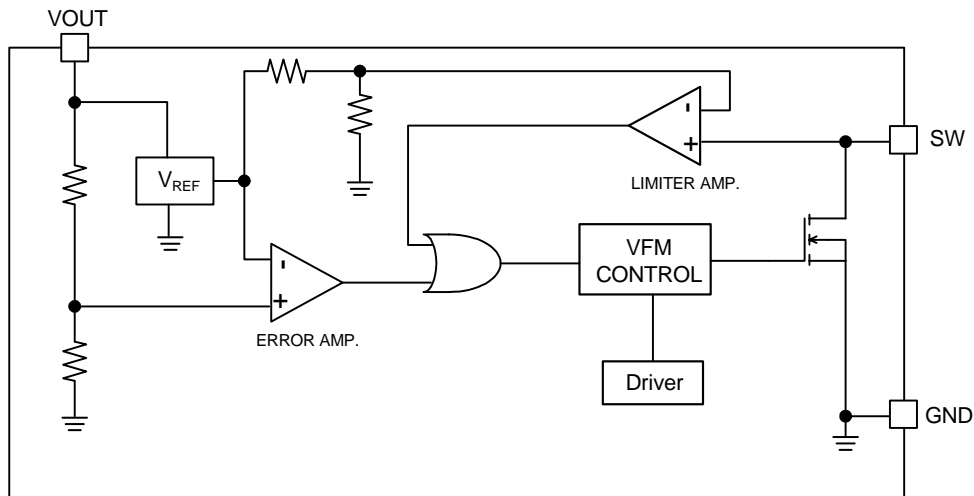 VOUT
-
+
SW
LIMITER AMP.
VREF
VFM
CONTROL
-
+
ERROR AMP.
Driver
GND